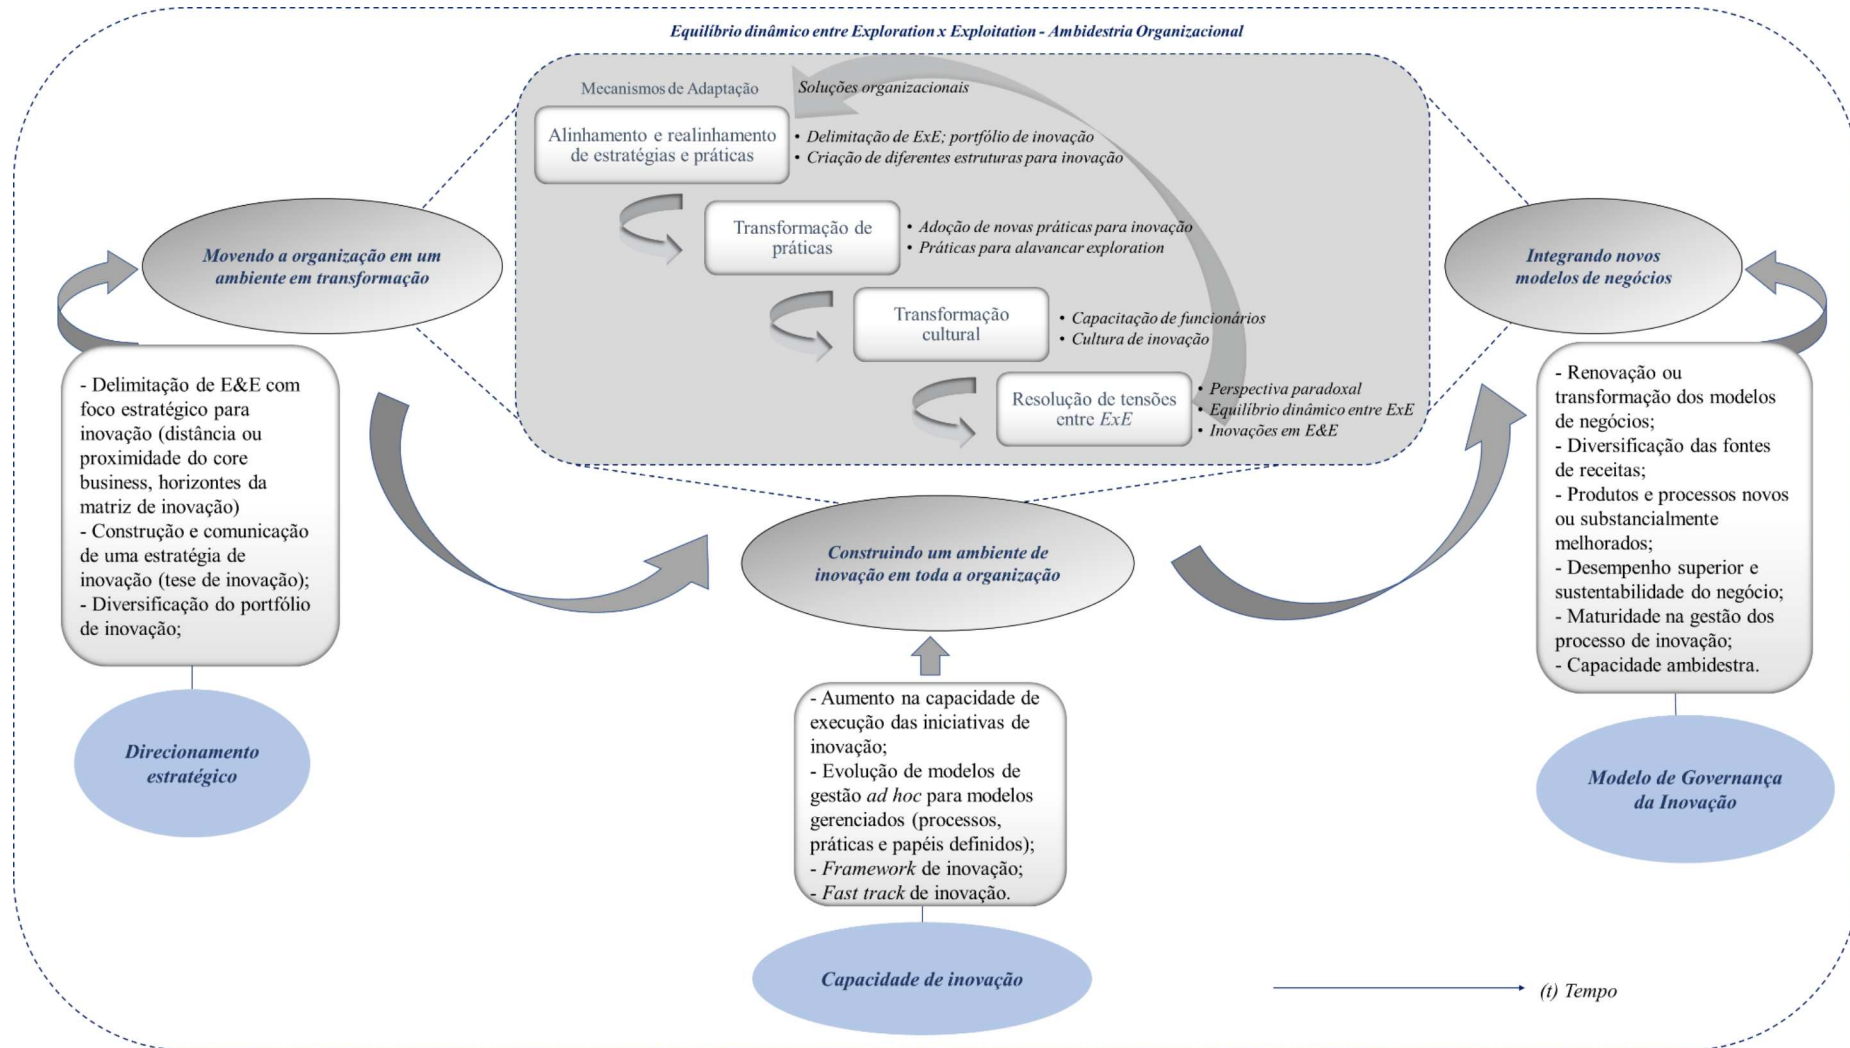 Equilíbrio dinâmico entre Exploration x Exploitation - Ambidestria Organizacional
Mecanismos de Adaptação
Soluções organizacionais
Alinhamento e realinhamento
de estratégias e práticas
• Delimitação de ExE; portfólio de inovação
• Criação de diferentes estruturas para inovação
Transformação de
práticas
• Adoção de novas práticas para inovação
• Práticas para alavancar exploration
Transformação
cultural
• Capacitação de funcionários
• Cultura de inovação
Resolução de tensões
entre ExE
• Perspectiva paradoxal
• Equilíbrio dinâmico entre ExE
• Inovações em E&E
Movendo a organização em um
ambiente em transformação
- Delimitação de E&E com
foco estratégico para
inovação (distância ou
proximidade do core
business, horizontes da
matriz de inovação)
- Construção e comunicação
de uma estratégia de
inovação (tese de inovação);
- Diversificação do portfólio
de inovação;
Direcionamento
estratégico
Construindo um ambiente de
inovação em toda a organização
- Aumento na capacidade de
execução das iniciativas de
inovação;
- Evolução de modelos de
gestão ad hoc para modelos
gerenciados (processos,
práticas e papéis definidos);
- Framework de inovação;
- Fast track de inovação.
Capacidade de inovação
Integrando novos
modelos de negócios
- Renovação ou
transformação dos modelos
de negócios;
- Diversificação das fontes
de receitas;
- Produtos e processos novos
ou substancialmente
melhorados;
- Desempenho superior e
sustentabilidade do negócio;
- Maturidade na gestão dos
processo de inovação;
- Capacidade ambidestra.
Modelo de Governança
da Inovação
(t) Tempo